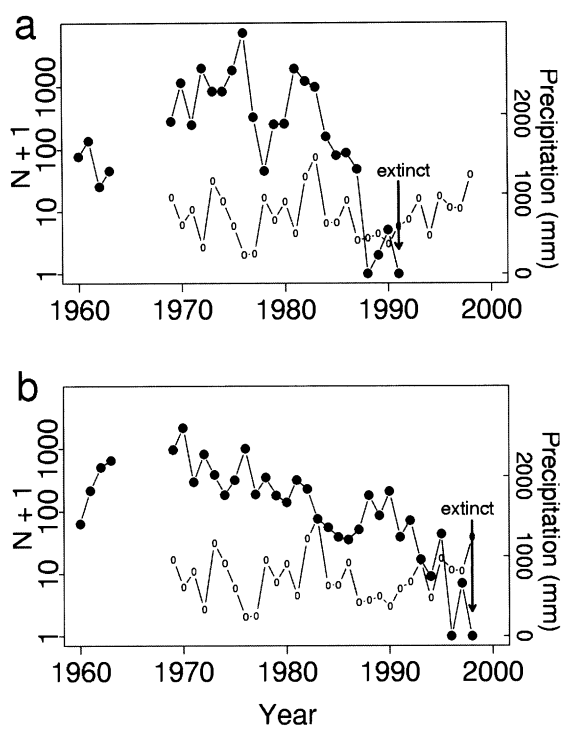 a
N + 1
1 10 100 1000
extinct
Precipitation (mm)
0 1000 2000
1960 1970 1980 1990 2000
b
N + 1
1 10 100 1000
extinct
Precipitation (mm)
0 1000 2000
1960 1970 1980 1990 2000
Year